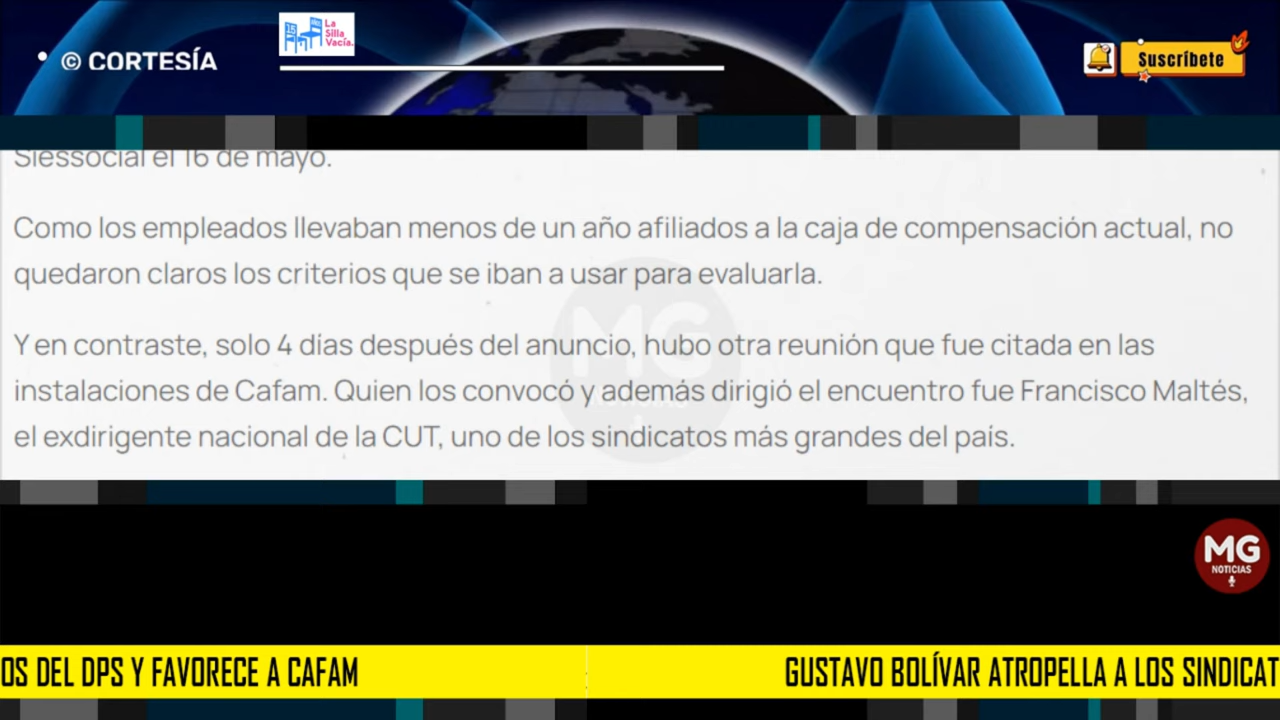 © CORTESÍA
15 AÑOS La
Silla
Vacía.
Suscríbete
Siessocial el 16 de mayo.
Como los empleados llevaban menos de un año afiliados a la caja de compensación actual, no
quedaron claros los criterios que se iban a usar para evaluarla.
Y en contraste, solo 4 días después del anuncio, hubo otra reunión que fue citada en las
instalaciones de Cafam. Quien los convocó y además dirigió el encuentro fue Francisco Maltés,
el exdirigente nacional de la CUT, uno de los sindicatos más grandes del país.
MG
MG
NOTICIAS
OS DEL DPS Y FAVORECE A CAFAM
GUSTAVO BOLÍVAR ATROPELLA A LOS SINDICAT